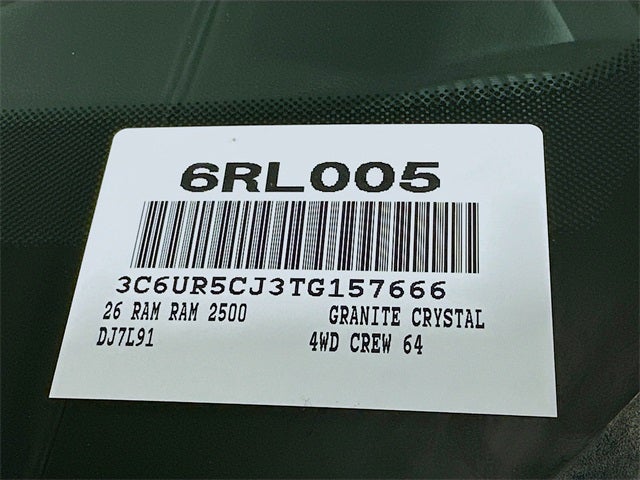 6RL005
3C6UR5CJ3TG157666
26 RAM RAM 2500 GRANITE CRYSTAL
DJ7L91 4WD CREW 64